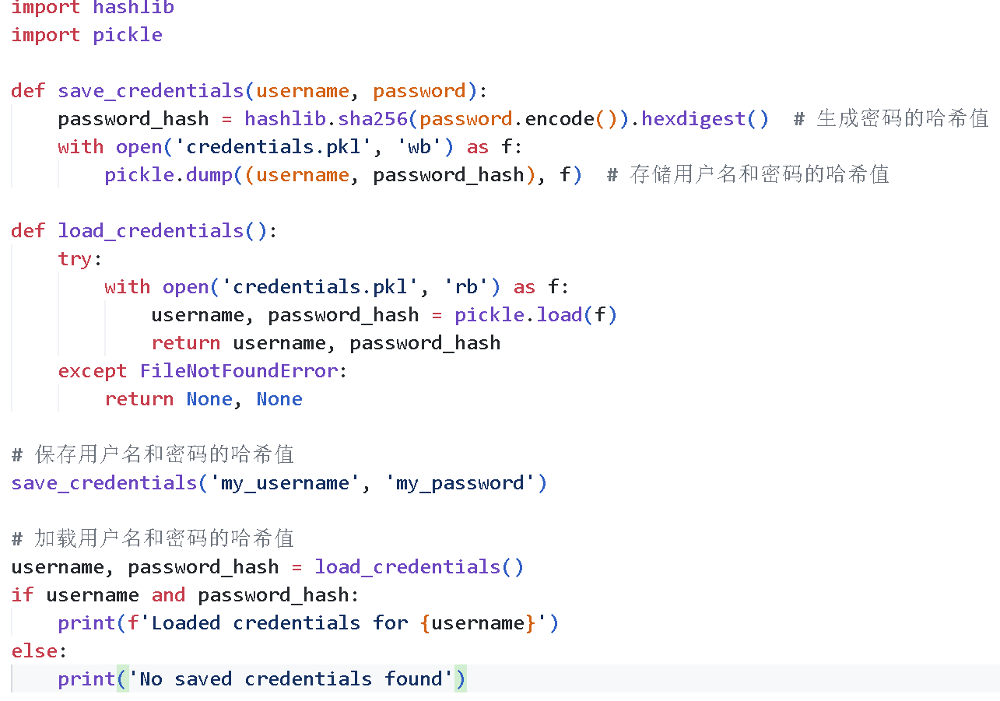 import hashlib
import pickle
def save_credentials(username, password):
password_hash = hashlib.sha256(password.encode()).hexdigest()  # 生成密码的哈希值
with open('credentials.pkl', 'wb') as f:
pickle.dump((username, password_hash), f)  # 存储用户名和密码的哈希值
def load_credentials():
try:
with open('credentials.pkl', 'rb') as f:
username, password_hash = pickle.load(f)
return username, password_hash
except FileNotFoundError:
return None, None
# 保存用户名和密码的哈希值
save_credentials('my_username', 'my_password')
# 加载用户名和密码的哈希值
username, password_hash = load_credentials()
if username and password_hash:
print(f'Loaded credentials for {username}')
else:
print('No saved credentials found')